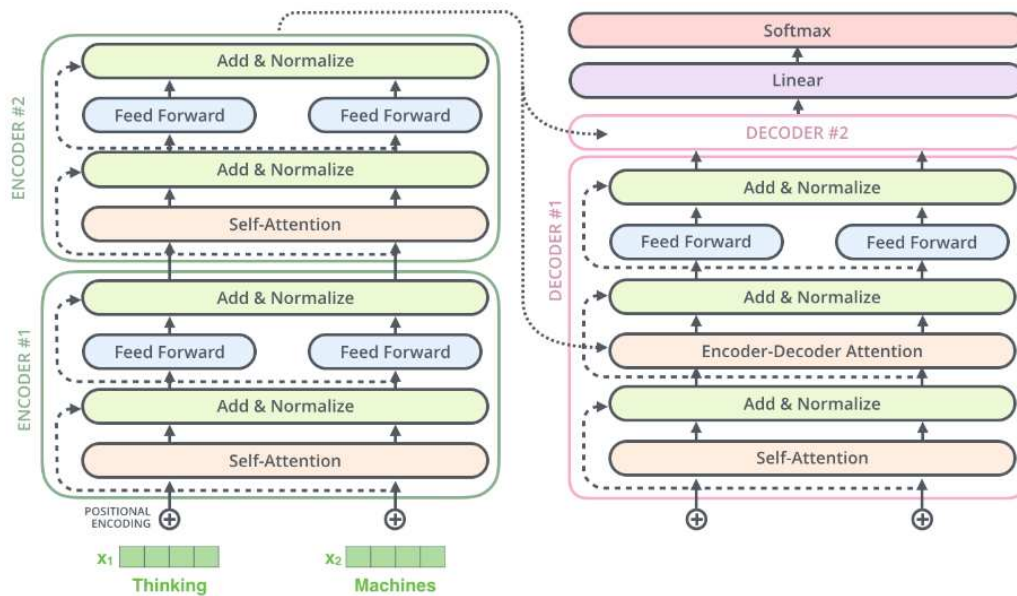 ENCODER #2
Add & Normalize
Feed Forward
Feed Forward
Add & Normalize
Self-Attention
ENCODER #1
Add & Normalize
Feed Forward
Feed Forward
Add & Normalize
Self-Attention
POSITIONAL
ENCODING
x₁
x₂
Thinking
Machines
Softmax
Linear
DECODER #2
DECODER #1
Add & Normalize
Feed Forward
Feed Forward
Add & Normalize
Encoder-Decoder Attention
Add & Normalize
Self-Attention